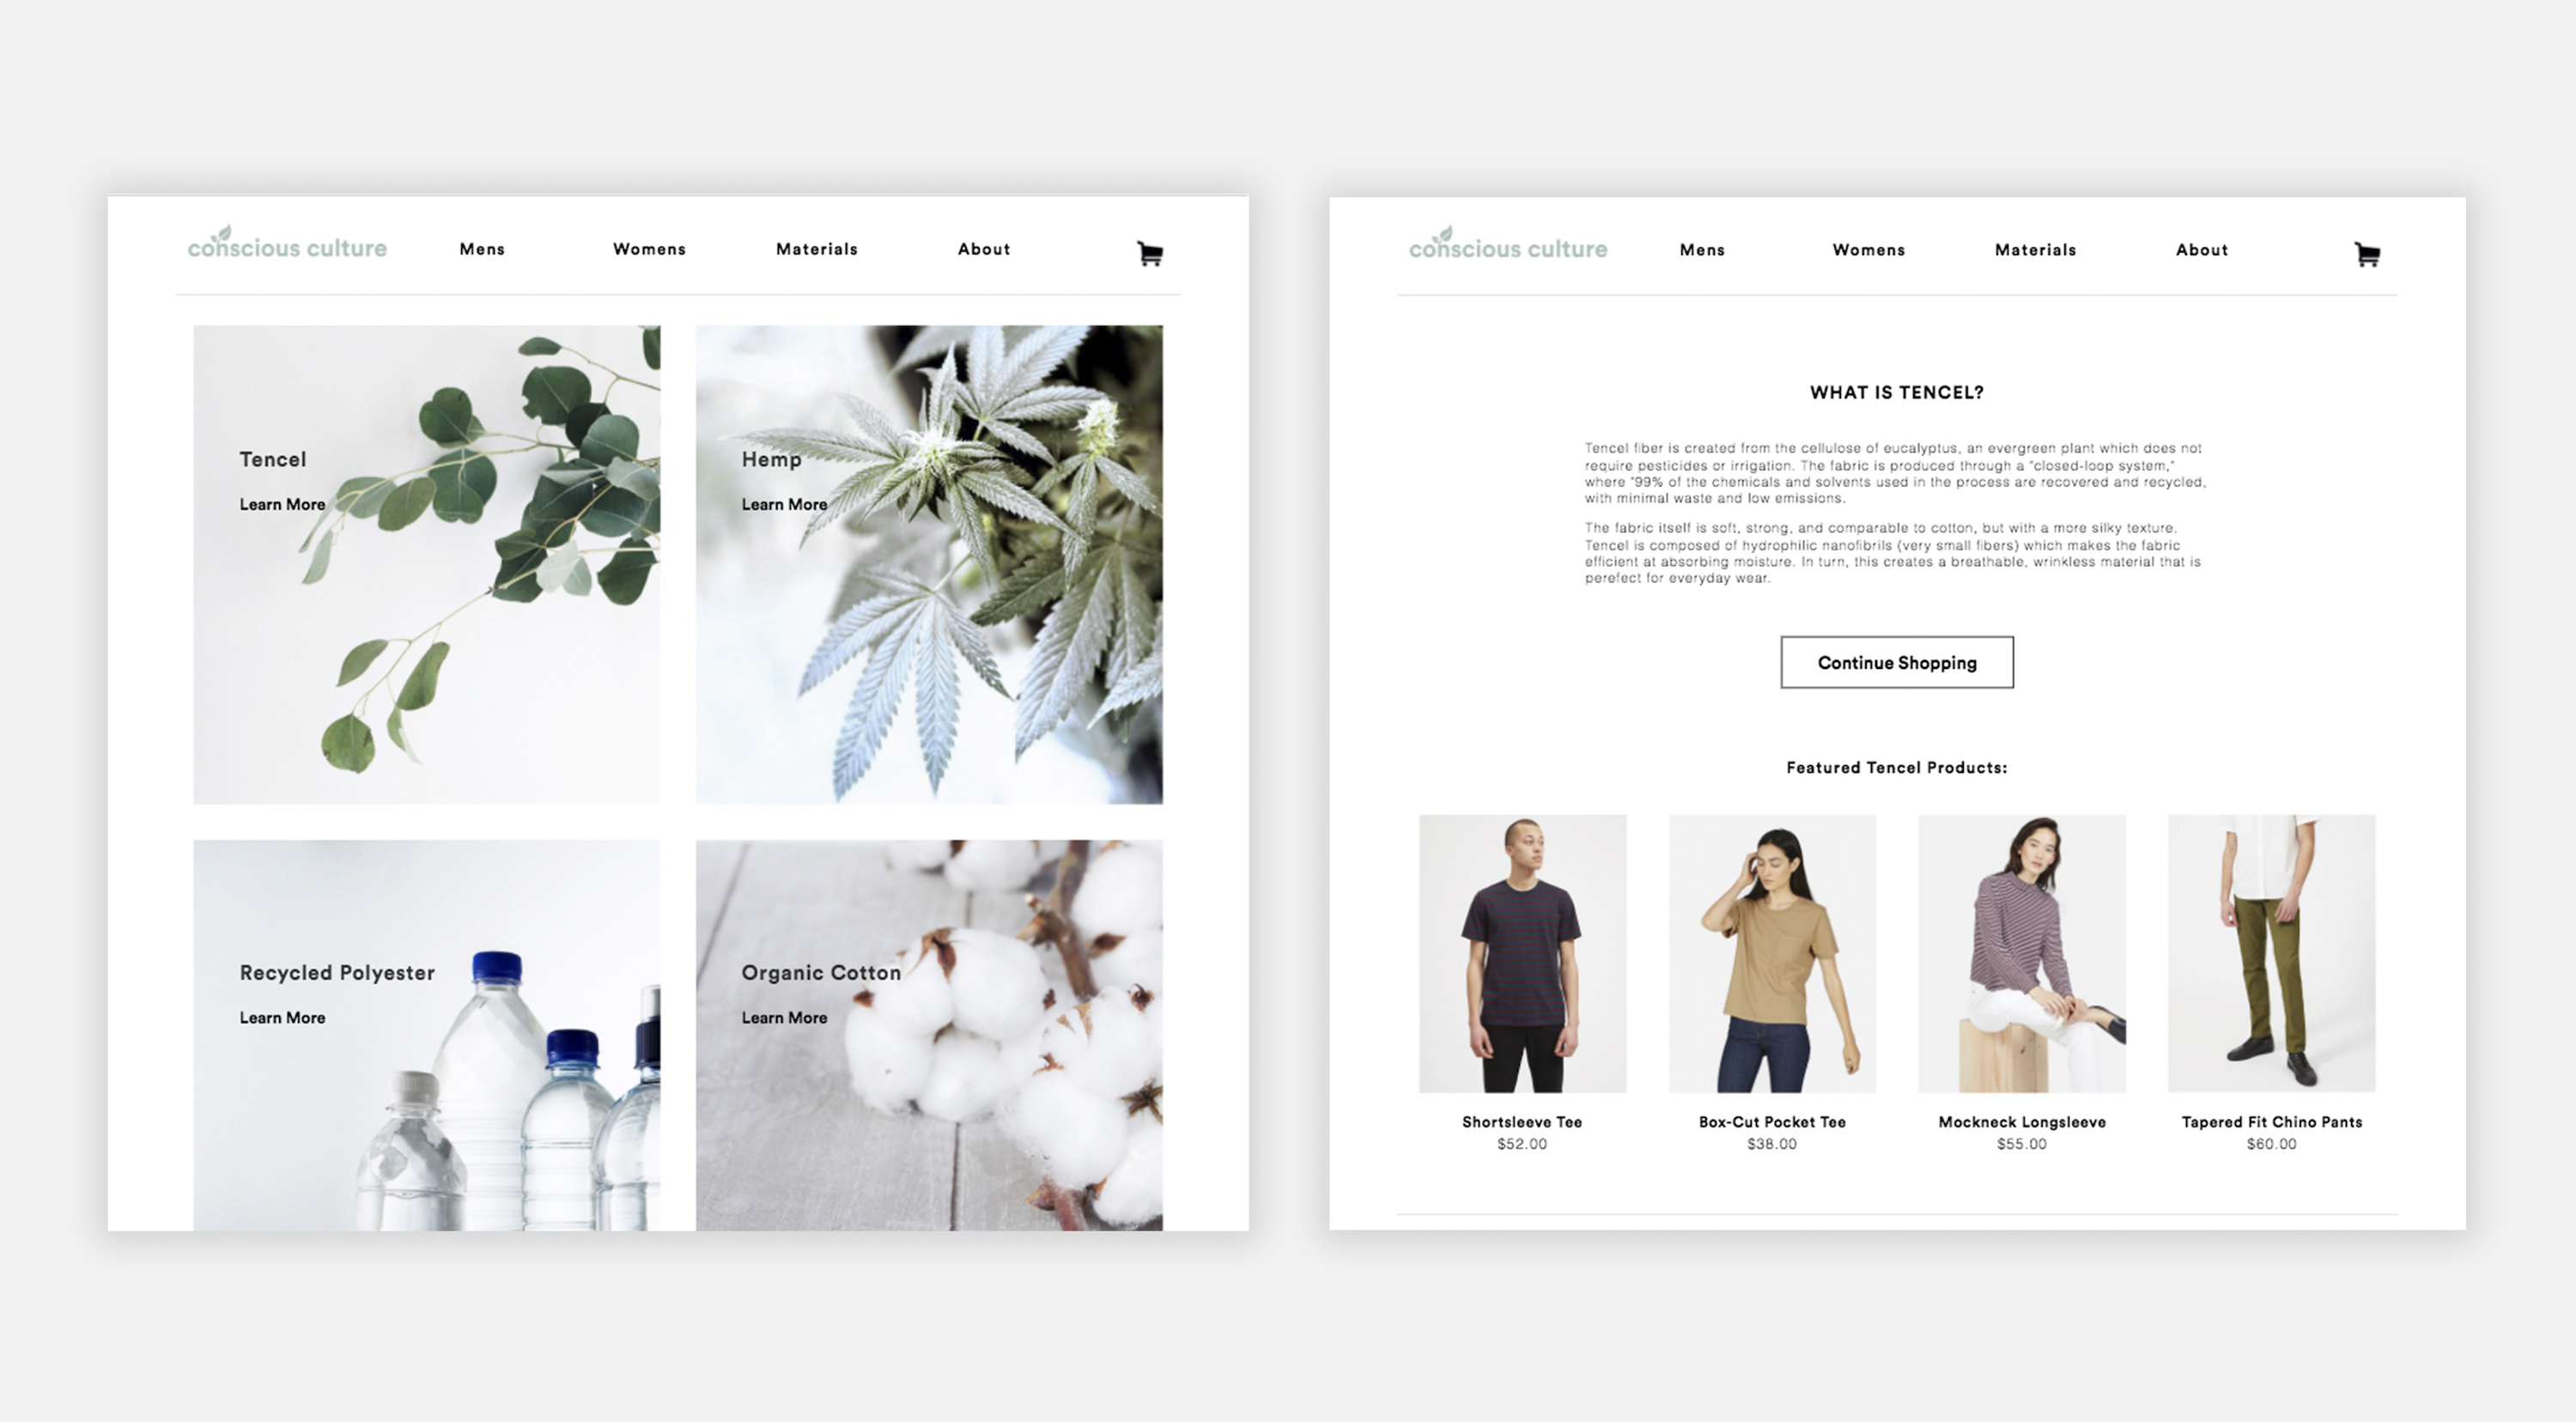 conscious culture
Mens
Womens
Materials
About
Tencel
Learn More
Hemp
Learn More
Recycled Polyester
Learn More
Organic Cotton
Learn More
conscious culture
Mens
Womens
Materials
About
WHAT IS TENCEL?
Tencel fiber is created from the cellulose of eucalyptus, an evergreen plant which does not
require pesticides or irrigation. The fabric is produced through a "closed-loop system,"
where "99% of the chemicals and solvents used in the process are recovered and recycled,
with minimal waste and low emissions.
The fabric itself is soft, strong, and comparable to cotton, but with a more silky texture.
Tencel is composed of hydrophilic nanofibrils (very small fibers) which makes the fabric
efficient at absorbing moisture. In turn, this creates a breathable, wrinkless material that is
perefect for everyday wear.
Continue Shopping
Featured Tencel Products:
Shortsleeve Tee
$52.00
Box-Cut Pocket Tee
$38.00
Mockneck Longsleeve
$55.00
Tapered Fit Chino Pants
$60.00